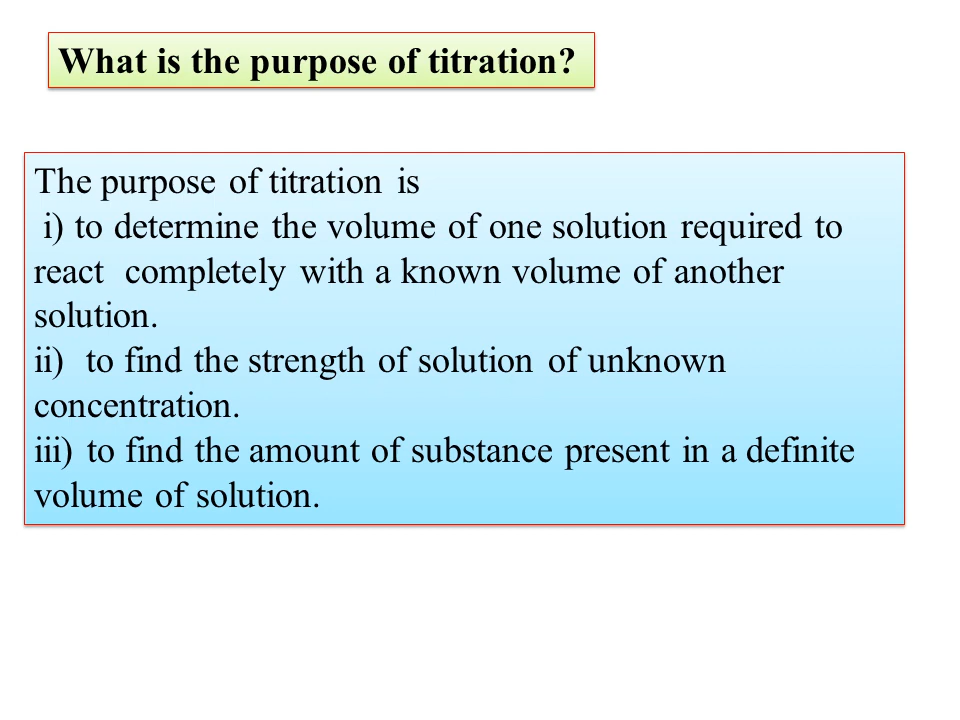 What is the purpose of titration?
The purpose of titration is
i) to determine the volume of one solution required to
react  completely with a known volume of another
solution.
ii)  to find the strength of solution of unknown
concentration.
iii)  to find the amount of substance present in a definite
volume of solution.